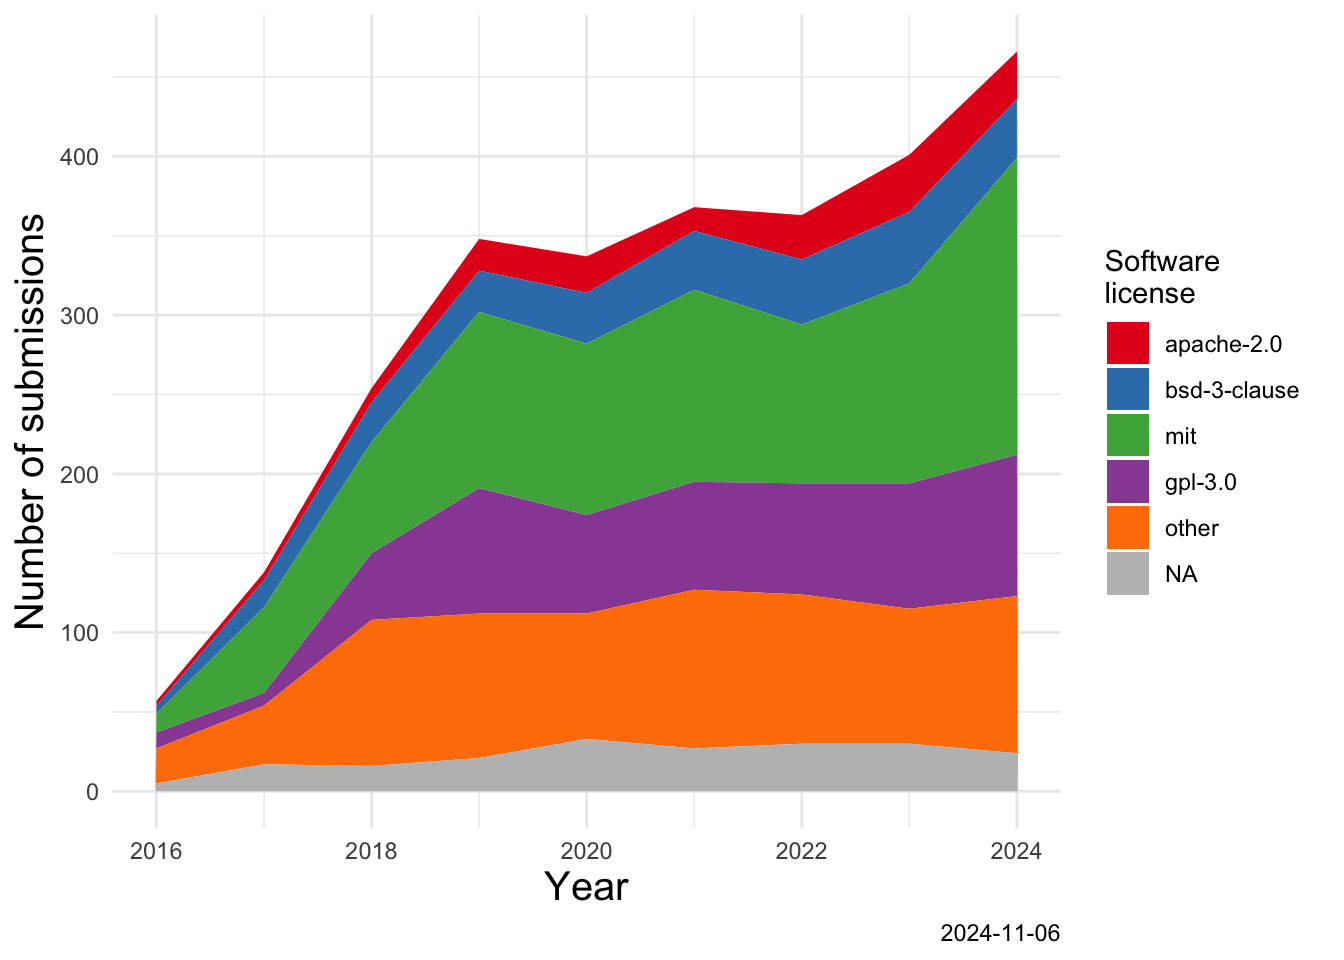 Number of submissions
400
300
200
100
0
2016 2018 2020 2022 2024
Year
Software
license
apache-2.0
bsd-3-clause
mit
gpl-3.0
other
NA
2024-11-06